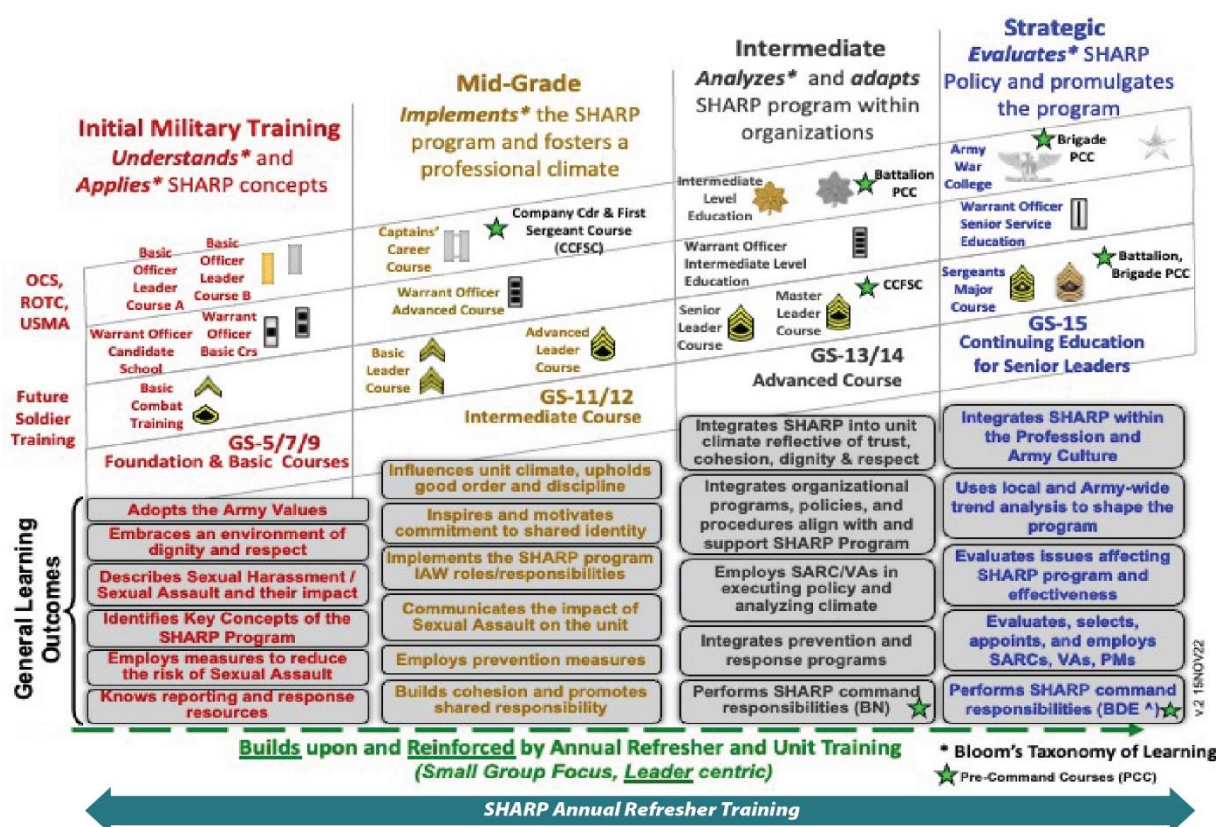 Initial Military Training
Understands* and
Applies* SHARP concepts
Mid-Grade
Implements* the SHARP
program and fosters a
professional climate
Intermediate
Analyzes* and adapts
SHARP program within
organizations
Strategic
Evaluates* SHARP
Policy and promulgates
the program
OCS,
ROTC,
USMA
Basic
Officer
Leader
Course A
Basic
Officer
Leader
Course B
Captains'
Career
Course
Company Cdr & First
Sergeant Course
(CCFSC)
Intermediate
Level
Education
Battalion
PCC
Army
War
College
Brigade
PCC
Warrant Officer
Candidate
School
Warrant
Officer
Basic Crs
Warrant Officer
Advanced Course
Warrant Officer
Intermediate Level
Education
Warrant Officer
Senior Service
Education
Future
Soldier
Training
Basic
Combat
Training
Basic
Leader
Course
Advanced
Leader
Course
Senior
Leader
Course
Master
Leader
Course
CCFSC
Sergeants
Major
Course
Battalion,
Brigade PCC
GS-5/7/9
Foundation & Basic Courses
GS-11/12
Intermediate Course
GS-13/14
Advanced Course
GS-15
Continuing Education
for Senior Leaders
General Learning
Outcomes
Adopts the Army Values
Embraces an environment of
dignity and respect
Describes Sexual Harassment /
Sexual Assault and their impact
Identifies Key Concepts of the
SHARP Program
Employs measures to reduce
the risk of Sexual Assault
Knows reporting and response
resources
Influences unit climate, upholds
good order and discipline
Inspires and motivates
commitment to shared identity
Implements the SHARP program
IAW roles/responsibilities
Communicates the impact of
Sexual Assault on the unit
Employs prevention measures
Builds cohesion and promotes
shared responsibility
Integrates SHARP into unit
climate reflective of trust,
cohesion, dignity & respect
Integrates organizational
programs, policies, and
procedures align with and
support SHARP Program
Employs SARC/VAs in
executing policy and
analyzing climate
Integrates prevention and
response programs
Performs SHARP command
responsibilities (BN)
Integrates SHARP within
the Profession and
Army Culture
Uses local and Army-wide
trend analysis to shape the
program
Evaluates issues affecting
SHARP program and
effectiveness
Evaluates, selects,
appoints, and employs
SARCs, VAs, PMs
Performs SHARP command
responsibilities (BDE ^)
v.2 15NOV22
Builds upon and Reinforced by Annual Refresher and Unit Training
(Small Group Focus, Leader centric)
* Bloom's Taxonomy of Learning
Pre-Command Courses (PCC)
SHARP Annual Refresher Training